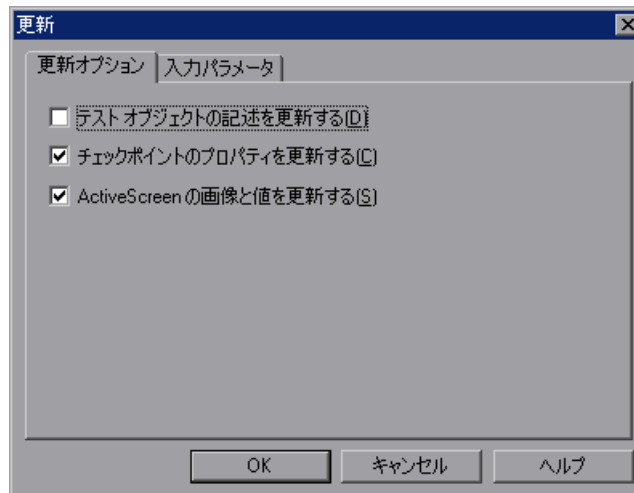 更新
更新オプション 入力パラメータ
テスト オブジェクトの記述を更新する(D)
チェックポイントのプロパティを更新する(C)
ActiveScreen の画像と値を更新する(S)
OK キャンセル ヘルプ